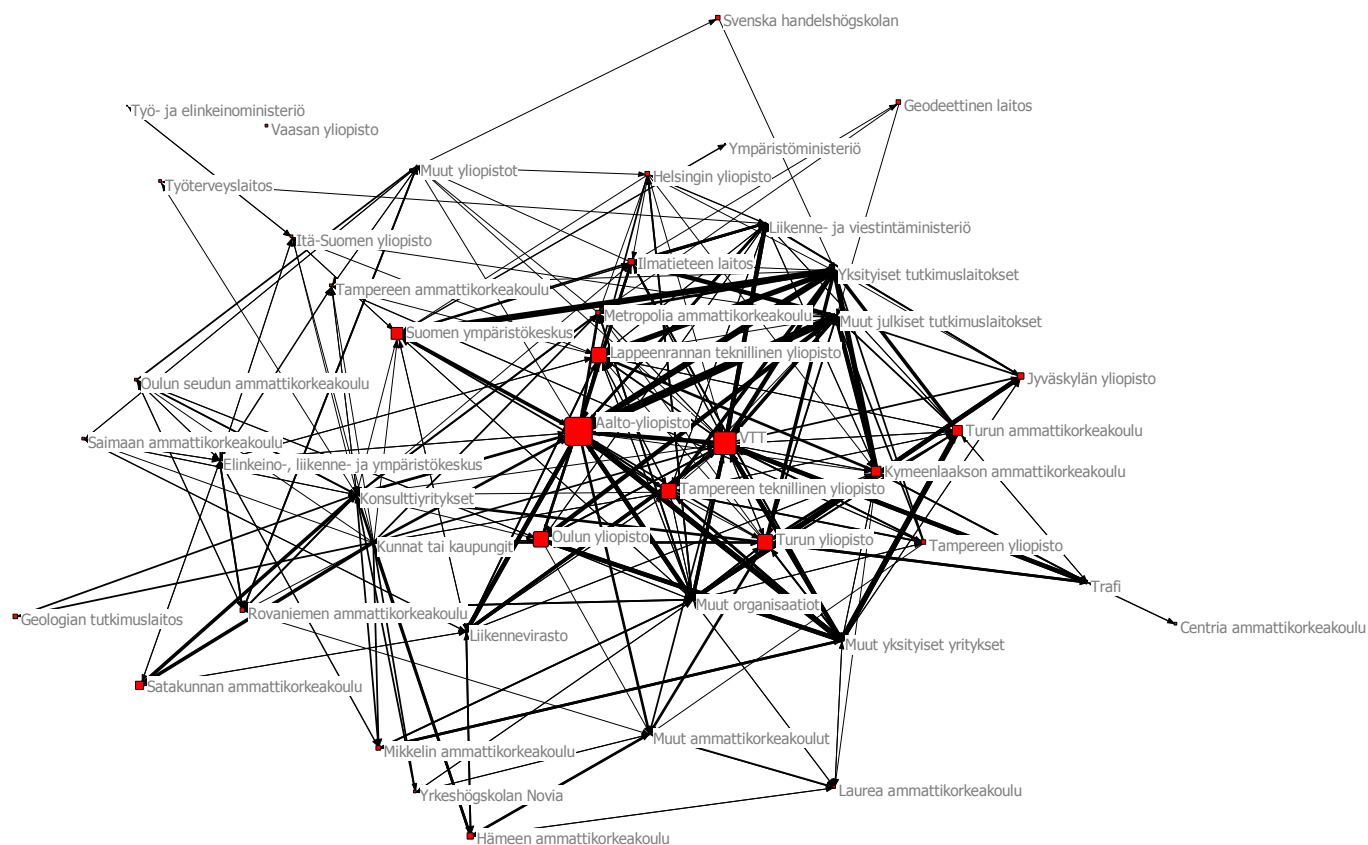 Svenska handelshögskolan
Geodeettinen laitos
Työ- ja elinkeinoministeriö
Vaasan yliopisto
Ympäristöministeriö
Muut yliopistot
Helsingin yliopisto
Työterveyslaitos
Liikenne- ja viestintäministeriö
Itä-Suomen yliopisto
Ilmatieteen laitos
Yksityiset tutkimuslaitokset
Tampereen ammattikorkeakoulu
Metropolia ammattikorkeakoulu
Muut julkiset tutkimuslaitokset
Suomen ympäristökeskus
Lappeenrannan teknillinen yliopisto
Jyväskylän yliopisto
Oulun seudun ammattikorkeakoulu
Aalto-yliopisto
Turun ammattikorkeakoulu
Saimaan ammattikorkeakoulu
VTT
Elinkeino-, liikenne- ja ympäristökeskus
Kymeenlaakson ammattikorkeakoulu
Tampereen teknillinen yliopisto
Konsulttiyritykset
Oulun yliopisto
Turun yliopisto
Kunnat tai kaupungit
Tampereen yliopisto
Trafi
Muut organisaatiot
Rovaniemen ammattikorkeakoulu
Geologian tutkimuslaitos
Centria ammattikorkeakoulu
Liikennevirasto
Muut yksityiset yritykset
Satakunnan ammattikorkeakoulu
Muut ammattikorkeakoulut
Mikkelin ammattikorkeakoulu
Laurea ammattikorkeakoulu
Yrkeshögskolan Novia
Hämeen ammattikorkeakoulu